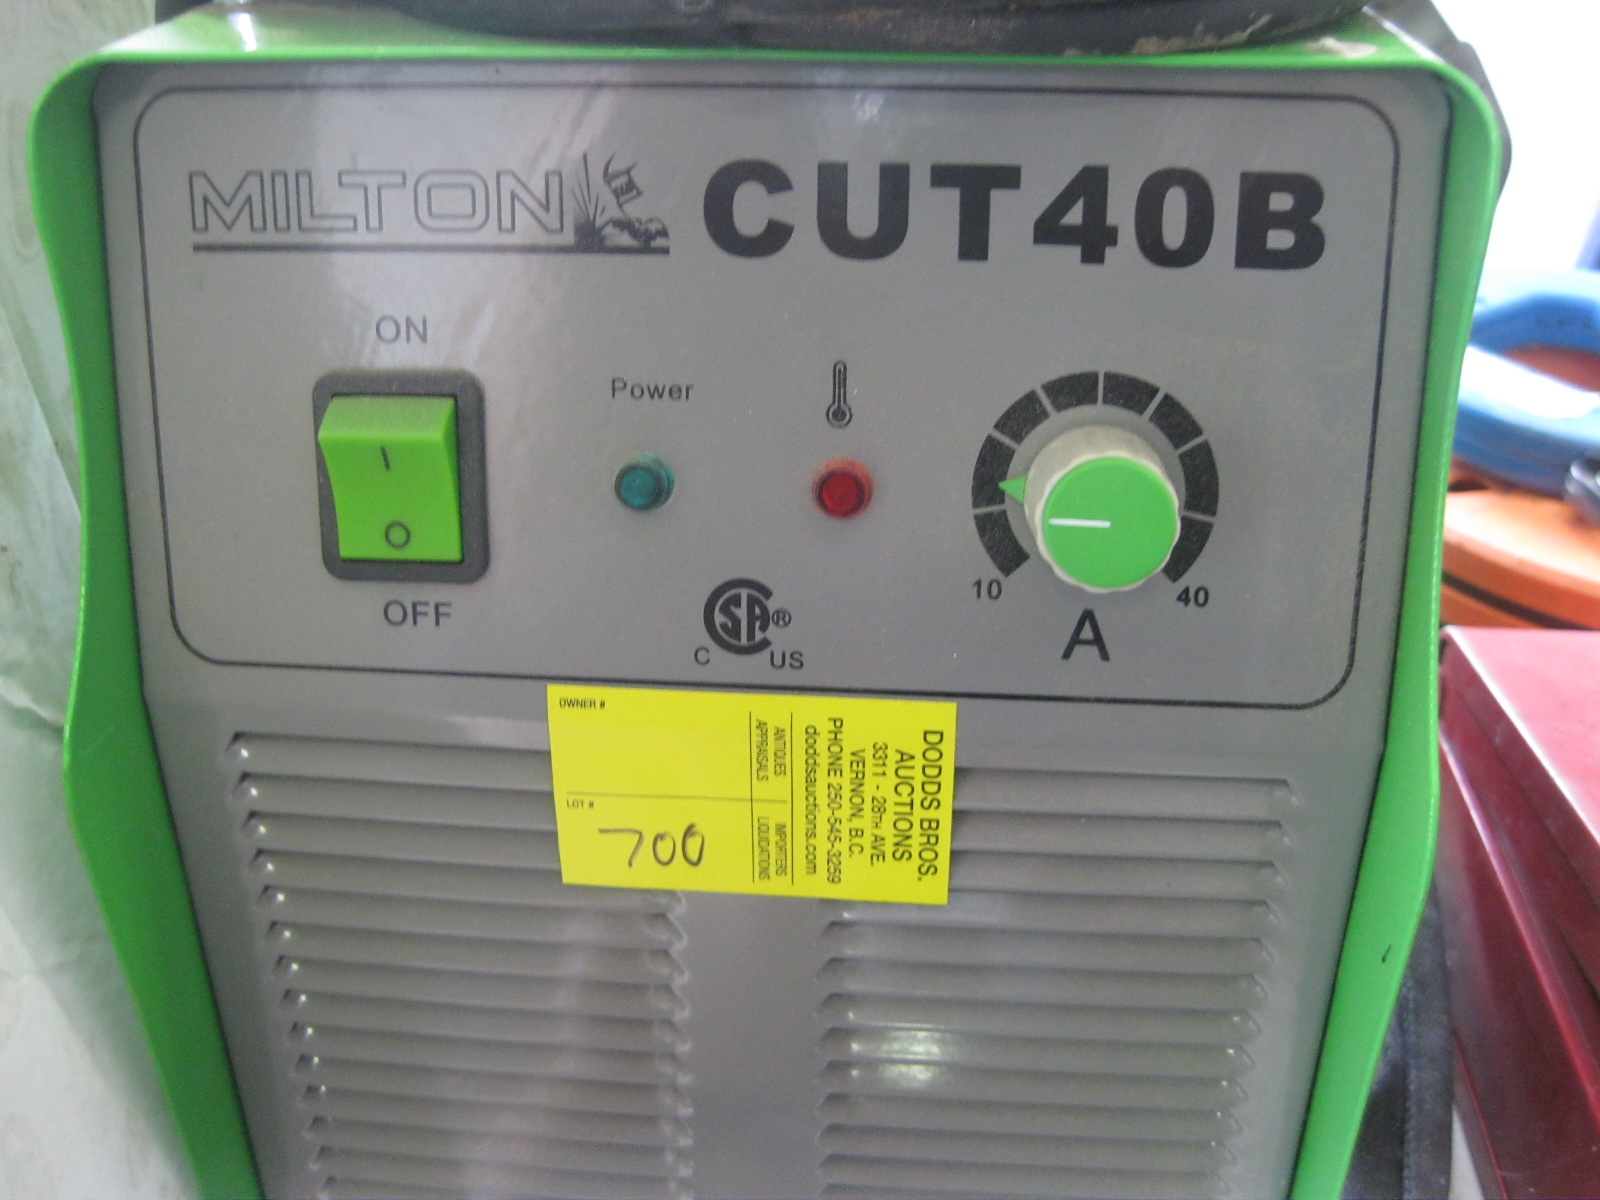 MILTON CUT40B
ON
I
O
OFF
Power
10
40
A
CSA®
C US
OWNER #
LOT #
700
ANTIQUES
APPRAISALS
IMPORTERS
LIQUIDATIONS
DODDS BROS.
AUCTIONS
3311 - 28TH AVE.
VERNON, B.C.
PHONE 250-545-3259
doddsauctions.com